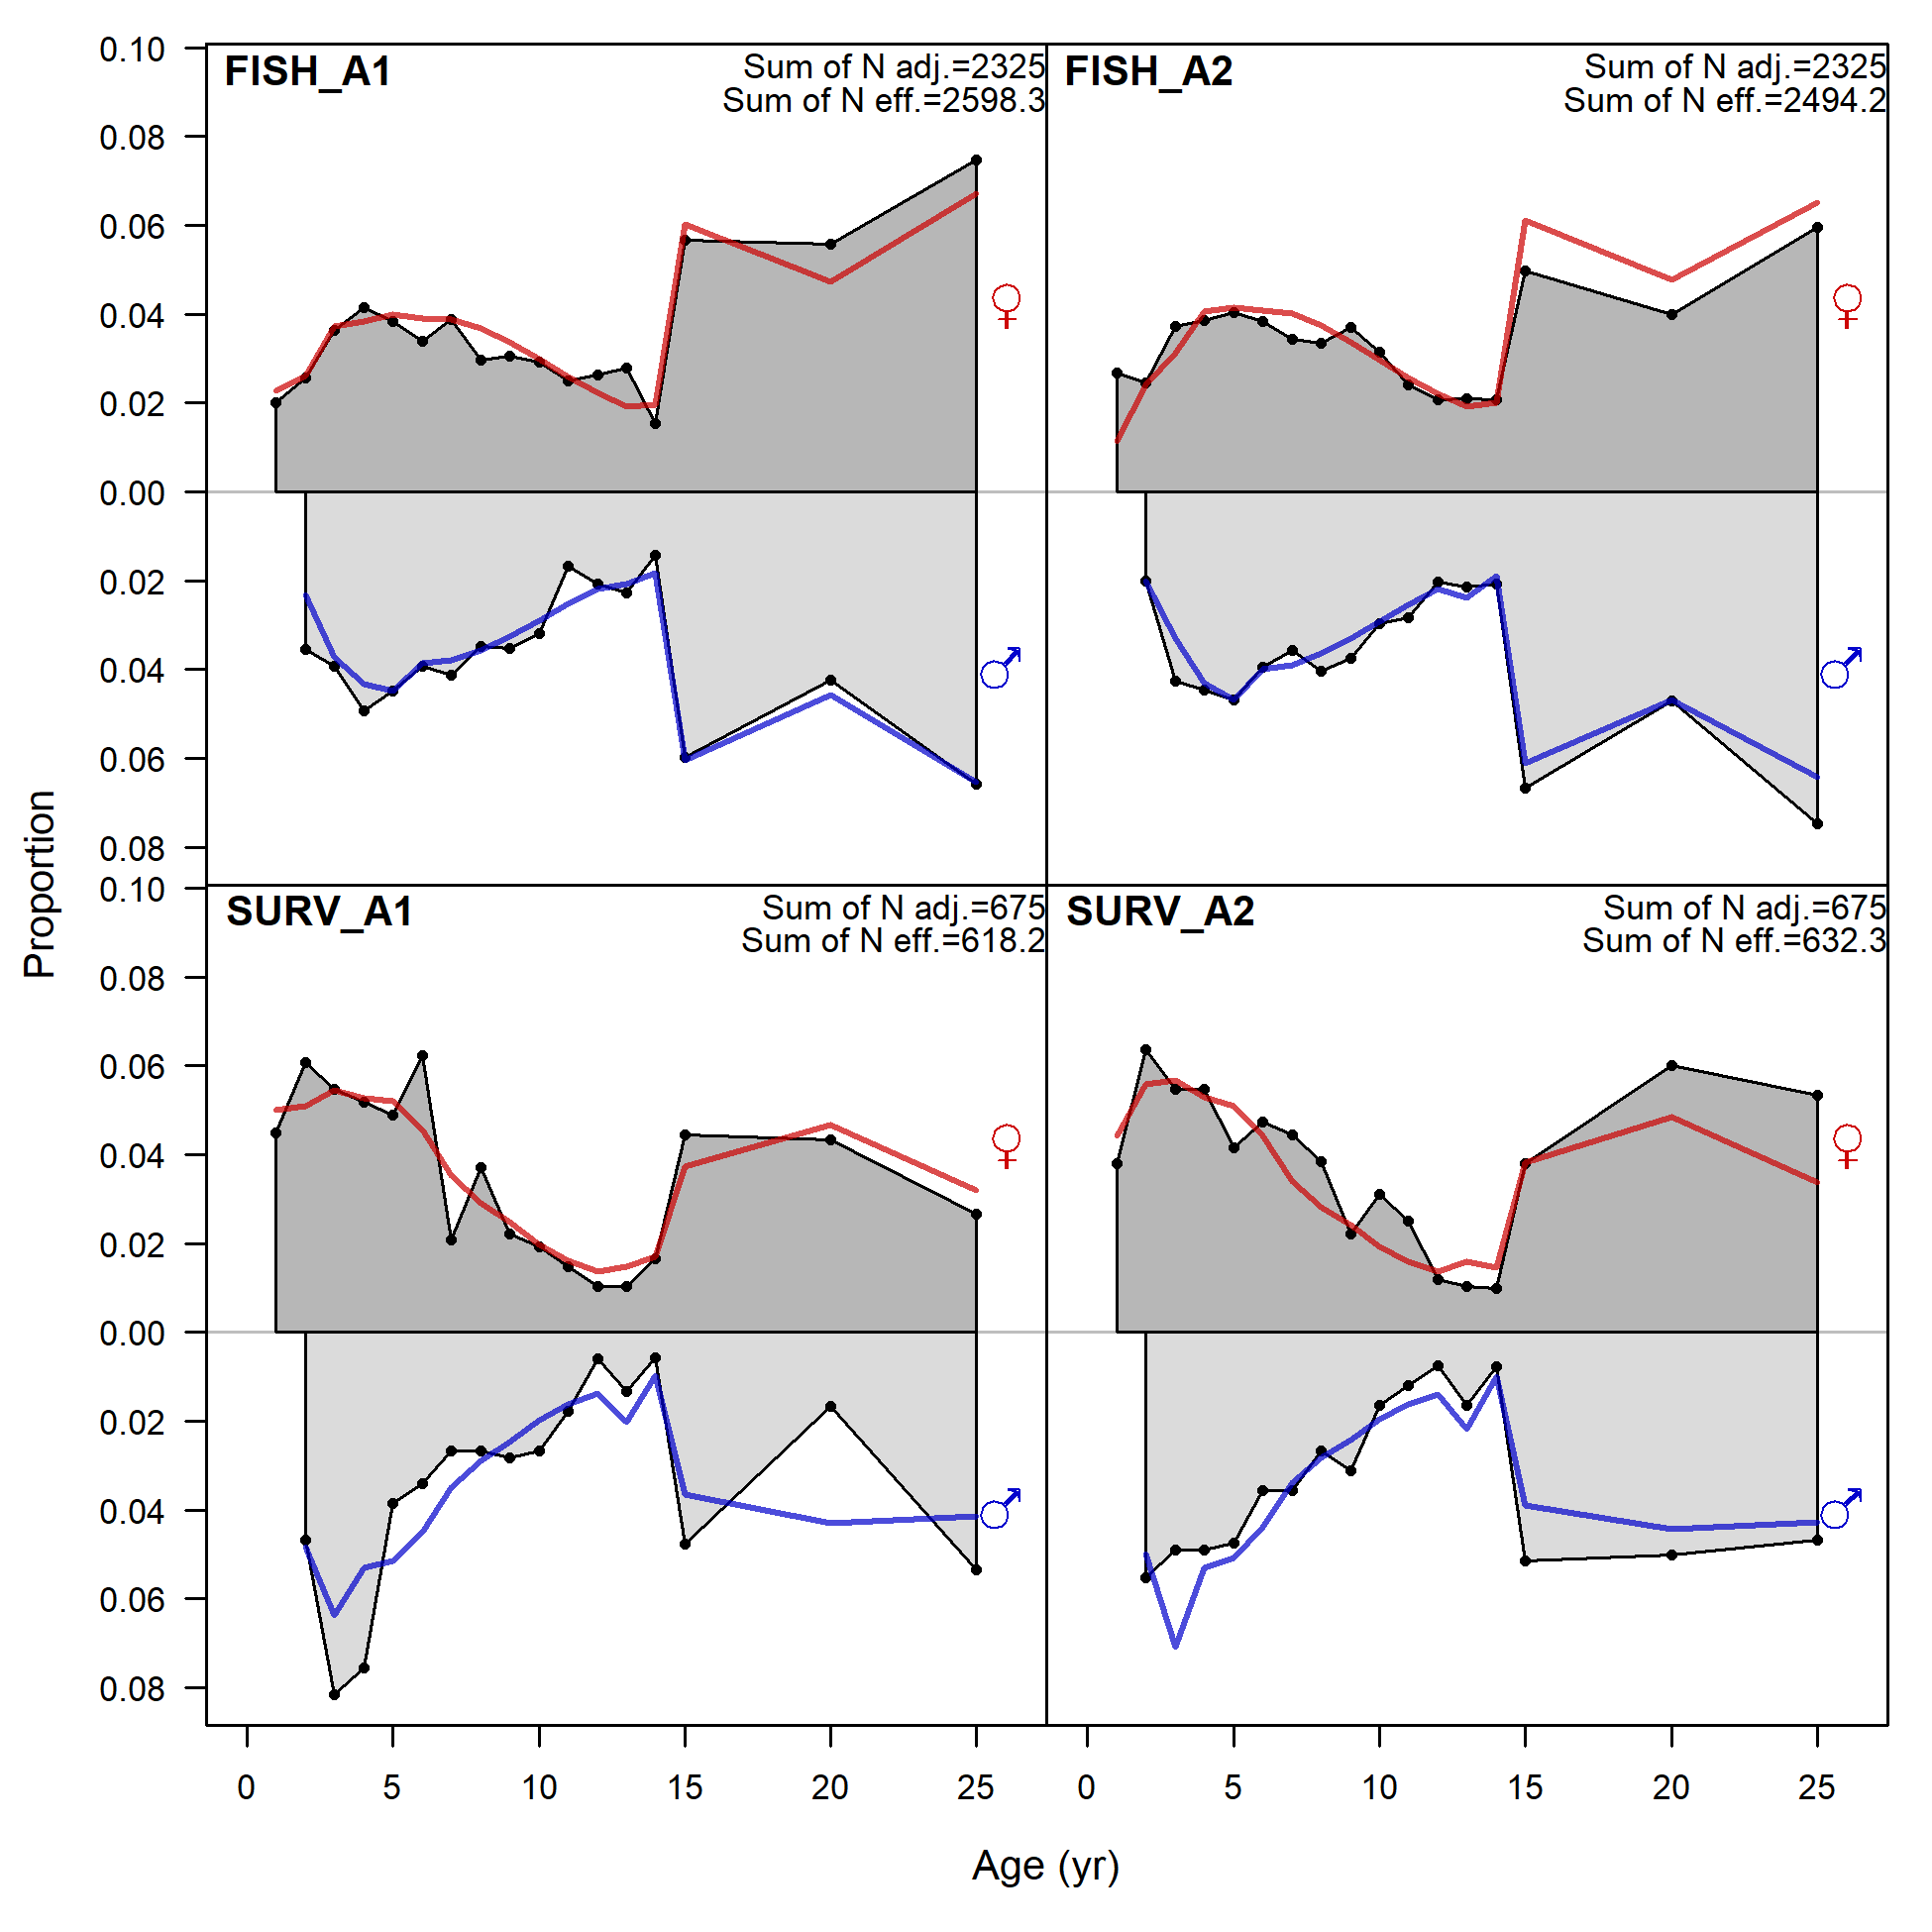 FISH_A1
Sum of N adj.=2325
Sum of N eff.=2598.3
FISH_A2
Sum of N adj.=2325
Sum of N eff.=2494.2
0.10
0.08
0.06
0.04
0.02
0.00
0.02
0.04
0.06
0.08
♀
♀
♂
♂
SURV_A1
Sum of N adj.=675
Sum of N eff.=618.2
SURV_A2
Sum of N adj.=675
Sum of N eff.=632.3
0.10
0.08
0.06
0.04
0.02
0.00
0.02
0.04
0.06
0.08
♀
♀
♂
♂
Proportion
0 5 10 15 20 25
0 5 10 15 20 25
Age (yr)